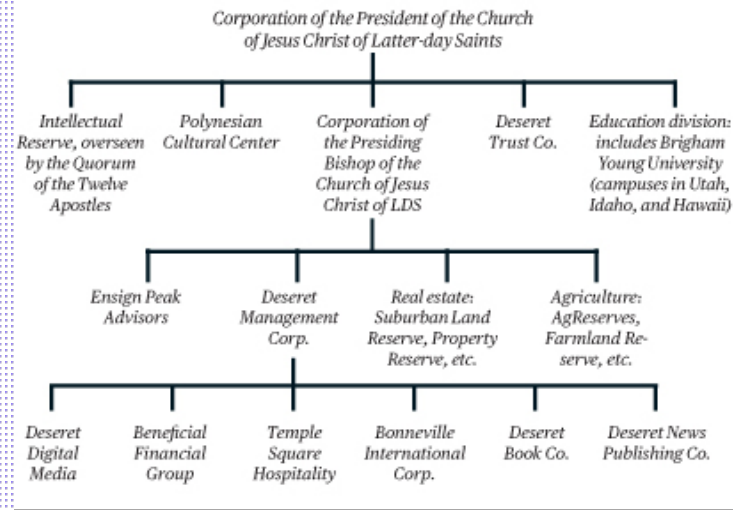 Corporation of the President of the Church
of Jesus Christ of Latter-day Saints
Intellectual
Reserve, overseen
by the Quorum
of the Twelve
Apostles
Polynesian
Cultural Center
Corporation of
the Presiding
Bishop of the
Church of Jesus
Christ of LDS
Deseret
Trust Co.
Education division:
includes Brigham
Young University
(campuses in Utah,
Idaho, and Hawaii)
Ensign Peak
Advisors
Deseret
Management
Corp.
Real estate:
Suburban Land
Reserve, Property
Reserve, etc.
Agriculture:
AgReserves,
Farmland Re-
serve, etc.
Deseret
Digital
Media
Beneficial
Financial
Group
Temple
Square
Hospitality
Bonneville
International
Corp.
Deseret
Book Co.
Deseret News
Publishing Co.